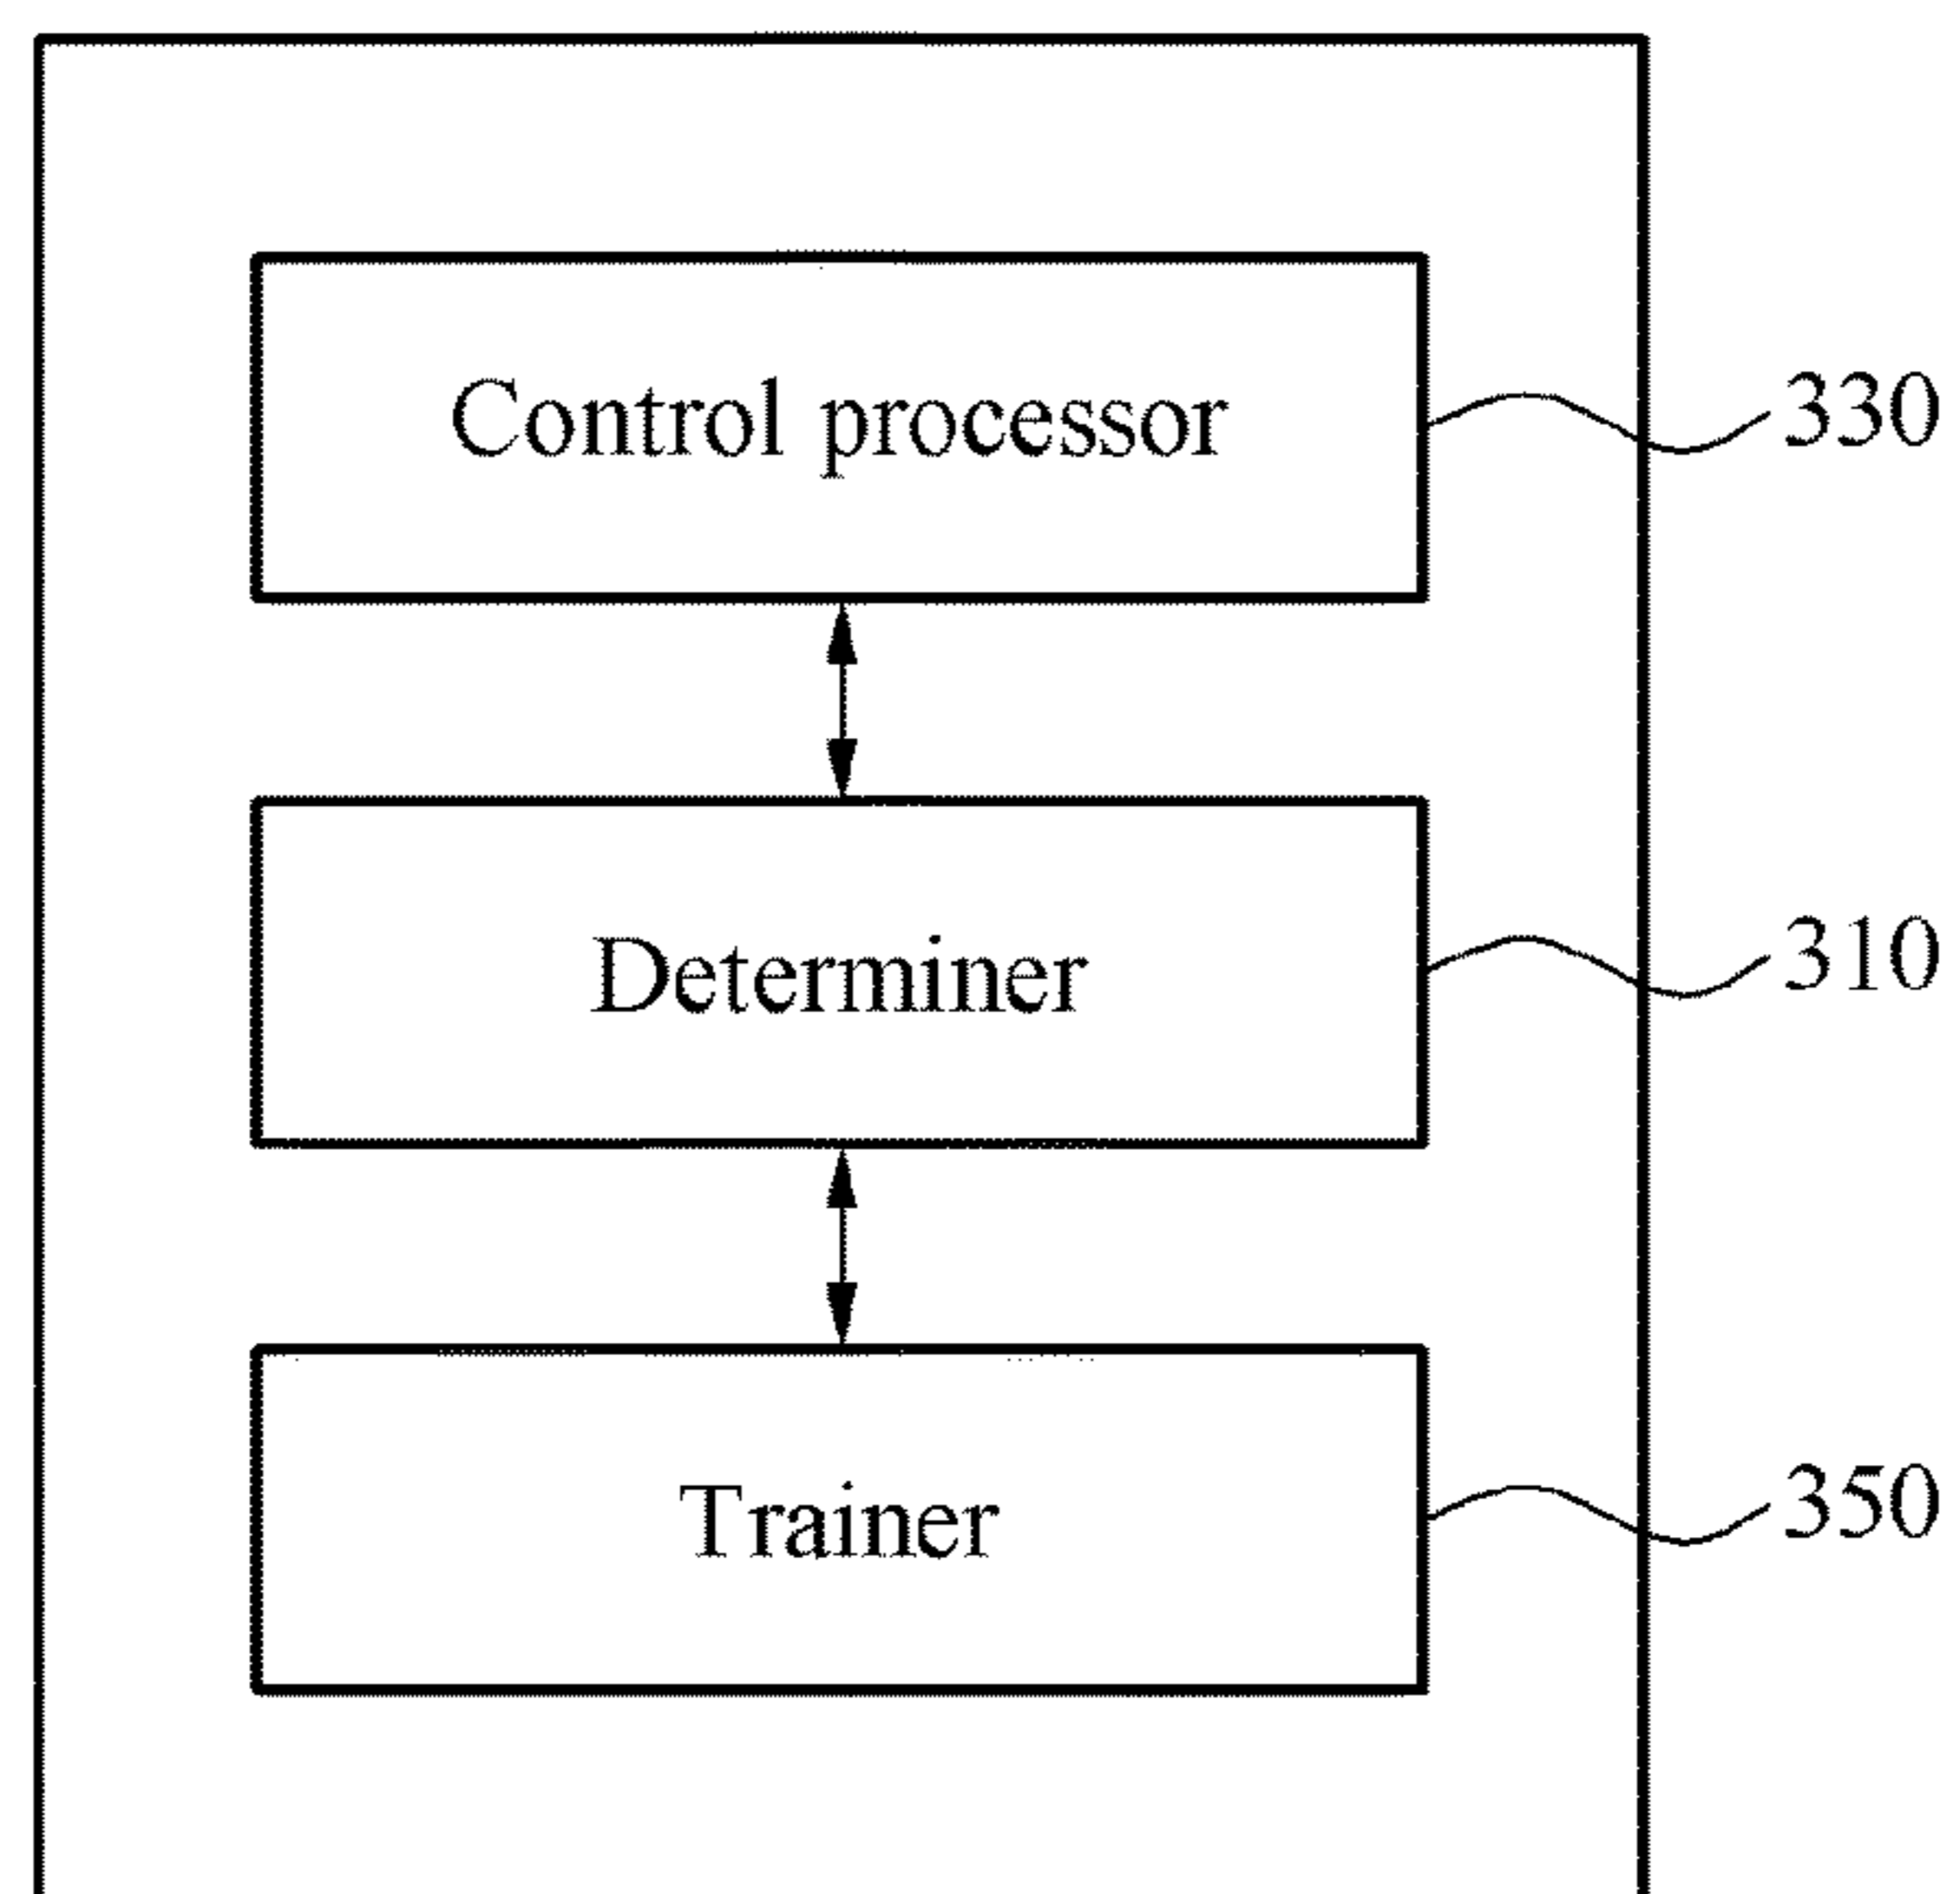 Control processor
330
Determiner
310
Trainer
350